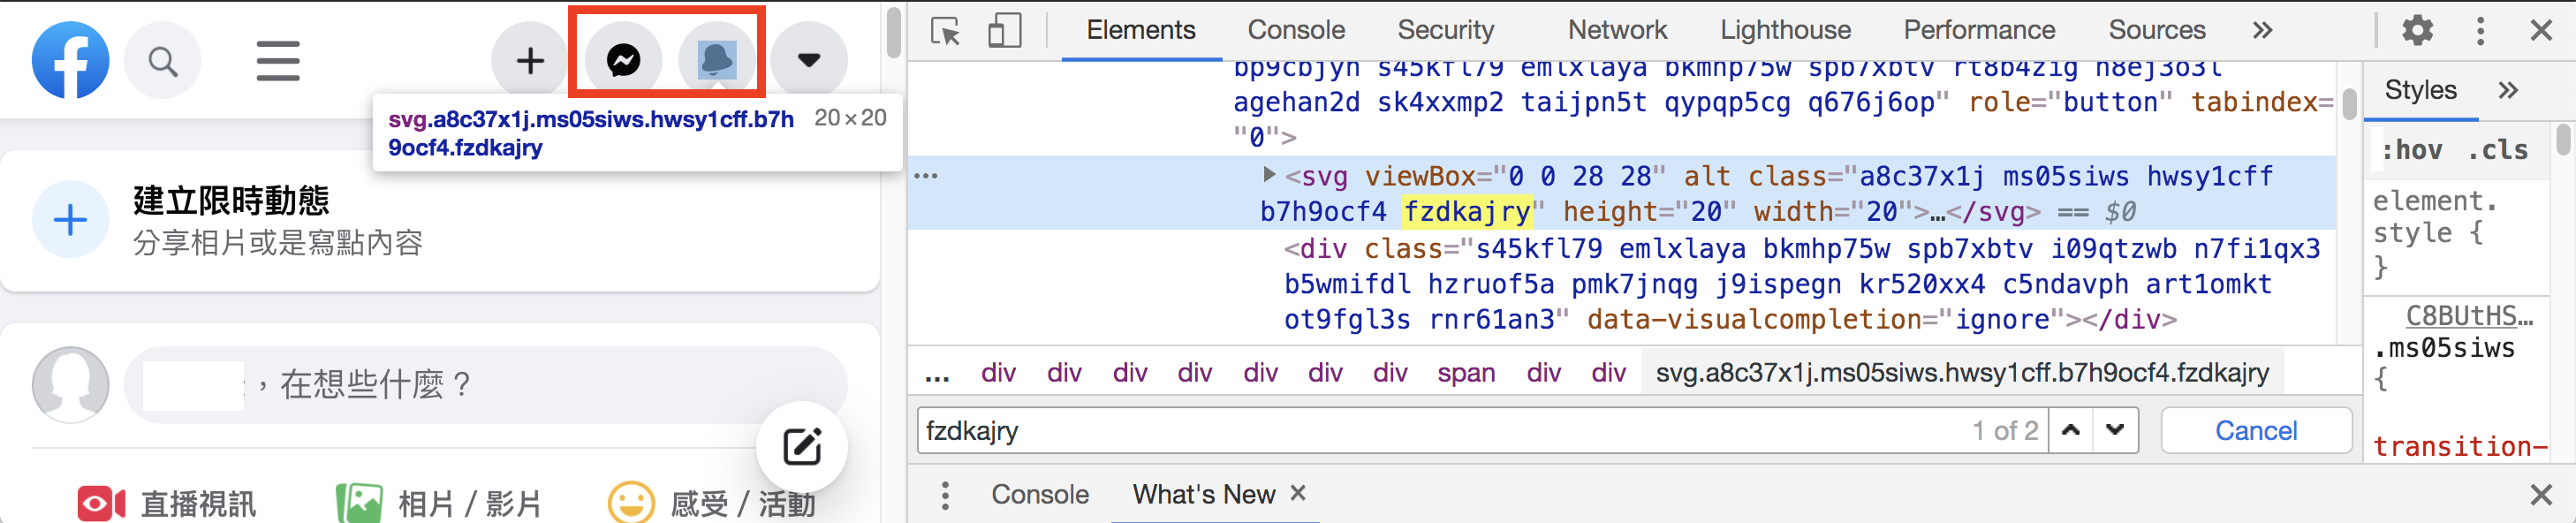 svg.a8c37x1j.ms05siws.hwsy1cff.b7h 20×20
9ocf4.fzdkajry
建立限時動態
分享相片或是寫點內容
，在想些什麼？
直播視訊 相片 / 影片 感受 / 活動
Elements Console Security Network Lighthouse Performance Sources »
bp9cbjyn s45kfl79 emlxlaya bkmhp75w spb7xbtv rt8b4zig n8ej3o3l
agehan2d sk4xxmp2 taijpn5t qypqp5cg q676j6op" role="button" tabindex=
"0">
… ▶<svg viewBox="0 0 28 28" alt class="a8c37x1j ms05siws hwsy1cff
b7h9ocf4 fzdkajry" height="20" width="20">…</svg> == $0
<div class="s45kfl79 emlxlaya bkmhp75w spb7xbtv i09qtzwb n7fi1qx3
b5wmifdl hzruof5a pmk7jnqg j9ispegn kr520xx4 c5ndavph art1omkt
ot9fgl3s rnr61an3" data-visualcompletion="ignore"></div>
… div div div div div div div span div div svg.a8c37x1j.ms05siws.hwsy1cff.b7h9ocf4.fzdkajry
fzdkajry 1 of 2 Cancel
Console What's New ×
Styles »
:hov .cls
element.
style {
}
C8BUtHS…
.ms05siws
{
transition-